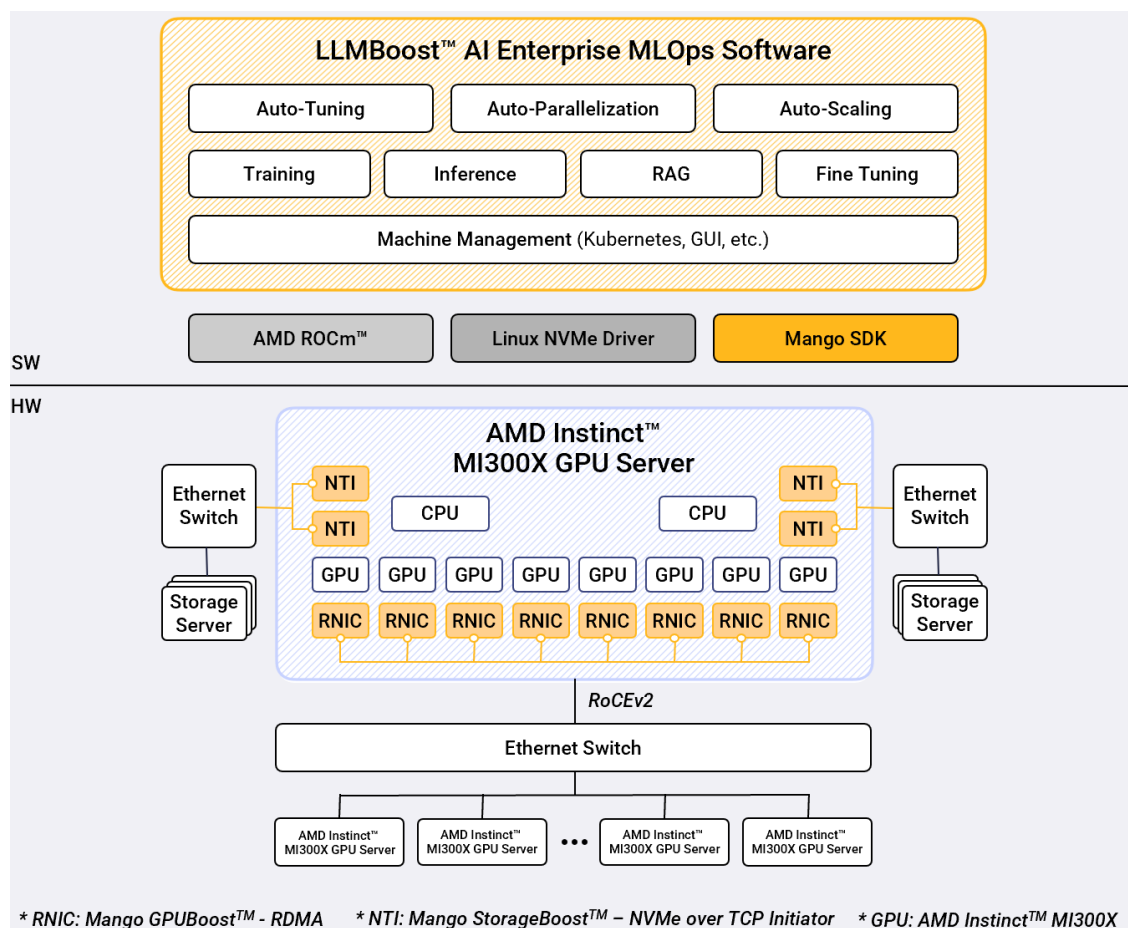 LLMBoost™ AI Enterprise MLOps Software
Auto-Tuning
Auto-Parallelization
Auto-Scaling
Training
Inference
RAG
Fine Tuning
Machine Management (Kubernetes, GUI, etc.)
AMD ROCm™
Linux NVMe Driver
Mango SDK
SW
HW
AMD Instinct™
MI300X GPU Server
Ethernet
Switch
NTI
NTI
CPU
CPU
NTI
NTI
Ethernet
Switch
GPU
GPU
GPU
GPU
GPU
GPU
GPU
GPU
Storage
Server
RNIC
RNIC
RNIC
RNIC
RNIC
RNIC
RNIC
RNIC
Storage
Server
RoCEv2
Ethernet Switch
AMD Instinct™
MI300X GPU Server
AMD Instinct™
MI300X GPU Server
•••
AMD Instinct™
MI300X GPU Server
AMD Instinct™
MI300X GPU Server
* RNIC: Mango GPUBoost™ - RDMA
* NTI: Mango StorageBoost™ – NVMe over TCP Initiator
* GPU: AMD Instinct™ MI300X